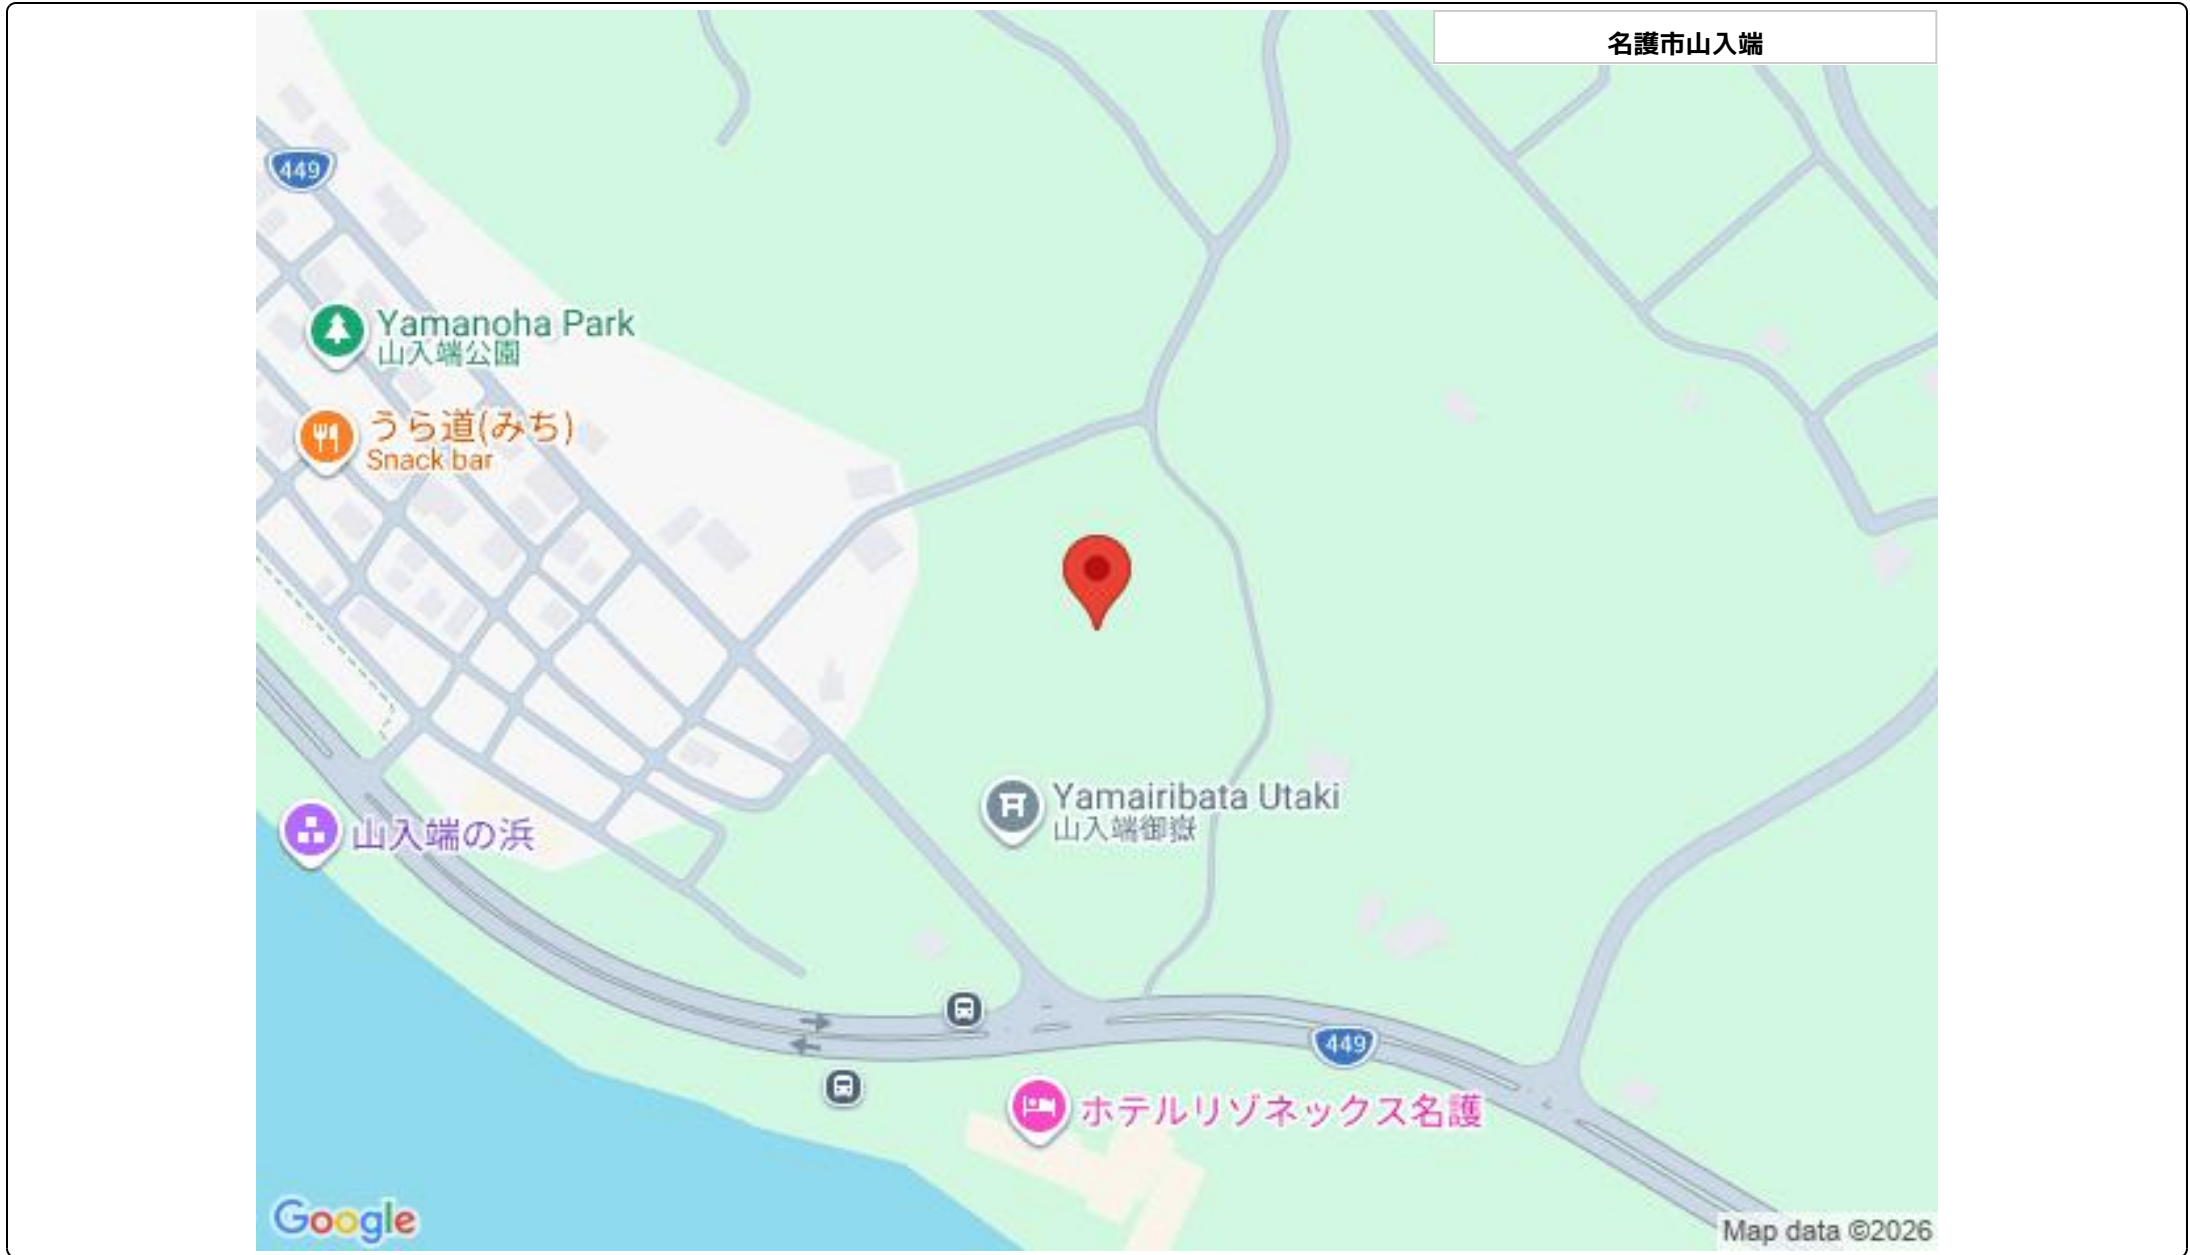 名護市山入端
449
Yamanoha Park
山入端公園
うら道(みち)
Snack bar
Yamairibata Utaki
山入端御嶽
山入端の浜
449
ホテルリゾネックス名護
Google
Map data ©2026